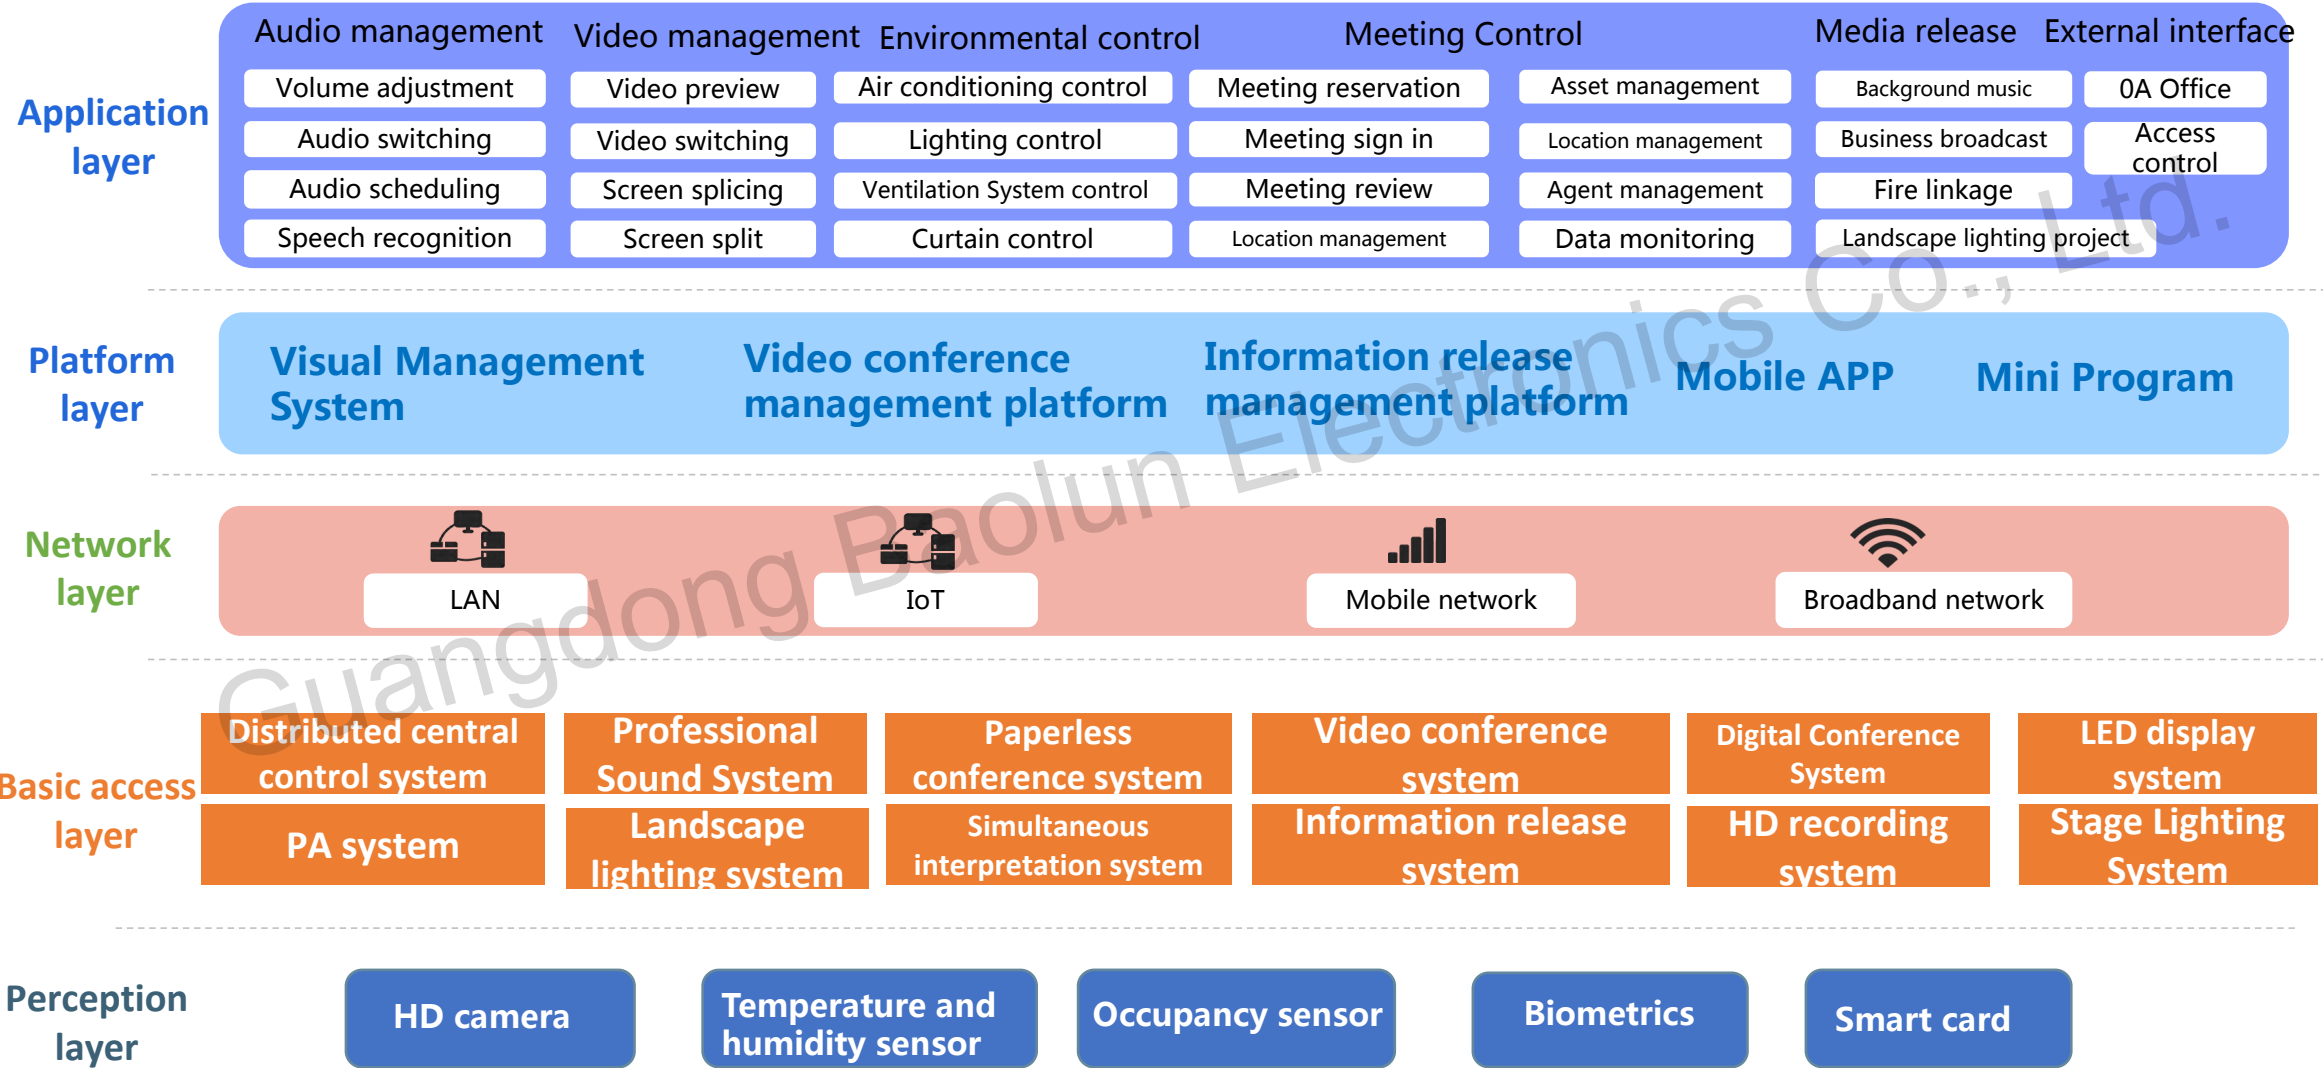 Application
layer
Audio management
Volume adjustment
Audio switching
Audio scheduling
Speech recognition
Video management
Video preview
Video switching
Screen splicing
Screen split
Environmental control
Air conditioning control
Lighting control
Ventilation System control
Curtain control
Meeting Control
Meeting reservation
Meeting sign in
Meeting review
Location management
Asset management
Location management
Agent management
Data monitoring
Media release
Background music
Business broadcast
Fire linkage
Landscape lighting project
External interface
0A Office
Access
control
Platform
layer
Visual Management
System
Video conference
management platform
Information release
management platform
Mobile APP
Mini Program
Network
layer
LAN
IoT
Mobile network
Broadband network
Basic access
layer
Distributed central
control system
Professional
Sound System
Paperless
conference system
Video conference
system
Digital Conference
System
LED display
system
PA system
Landscape
lighting system
Simultaneous
interpretation system
Information release
system
HD recording
system
Stage Lighting
System
Perception
layer
HD camera
Temperature and
humidity sensor
Occupancy sensor
Biometrics
Smart card
Guangdong Baolun Electronics Co., Ltd.